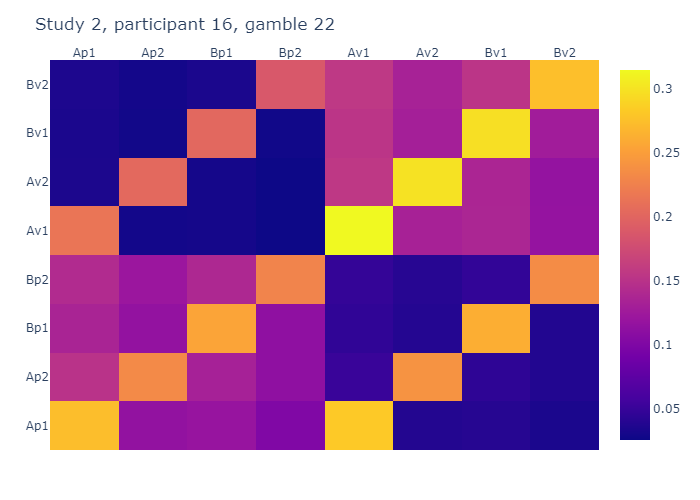 Study 2, participant 16, gamble 22
Ap1 Ap2 Bp1 Bp2 Av1 Av2 Bv1 Bv2
Bv2
Bv1
Av2
Av1
Bp2
Bp1
Ap2
Ap1
0.3
0.25
0.2
0.15
0.1
0.05